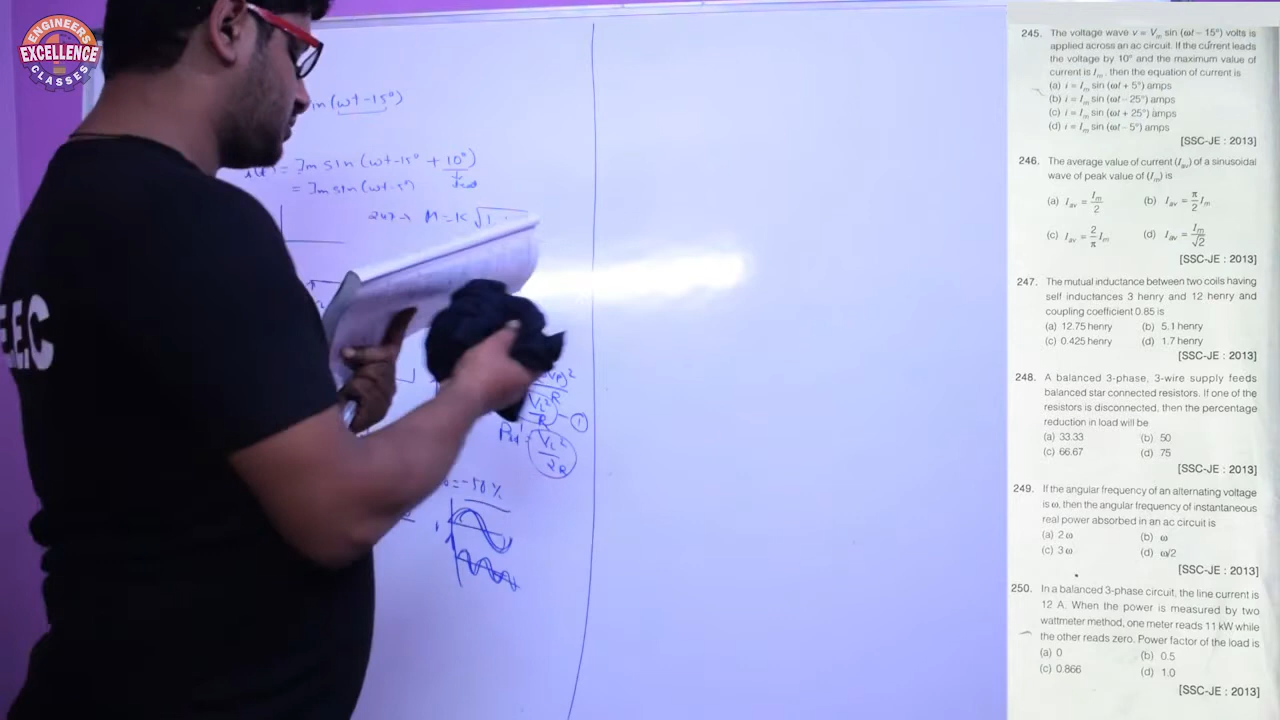 ENGINEERS
EXCELLENCE
CLASSES
E.E.C
in (ωt-15°)
= Im sin (ωt-15° + 10°)
= Im sin (ωt-5°)
247→ M=K√
VL²
R
①
VL²
2R
=-50%
245. The voltage wave v = Vm sin (ωt – 15°) volts is
applied across an ac circuit. If the current leads
the voltage by 10° and the maximum value of
current is Im, then the equation of current is
(a) i = Im sin (ωt + 5°) amps
(b) i = Im sin (ωt – 25°) amps
(c) i = Im sin (ωt + 25°) amps
(d) i = Im sin (ωt – 5°) amps
[SSC-JE : 2013]
246. The average value of current (Iav) of a sinusoidal
wave of peak value of (Im) is
(a) Iav = Im/2 (b) Iav = π/2 Im
(c) Iav = 2/π Im (d) Iav = Im/√2
[SSC-JE : 2013]
247. The mutual inductance between two coils having
self inductances 3 henry and 12 henry and
coupling coefficient 0.85 is
(a) 12.75 henry (b) 5.1 henry
(c) 0.425 henry (d) 1.7 henry
[SSC-JE : 2013]
248. A balanced 3-phase, 3-wire supply feeds
balanced star connected resistors. If one of the
resistors is disconnected, then the percentage
reduction in load will be
(a) 33.33 (b) 50
(c) 66.67 (d) 75
[SSC-JE : 2013]
249. If the angular frequency of an alternating voltage
is ω, then the angular frequency of instantaneous
real power absorbed in an ac circuit is
(a) 2ω (b) ω
(c) 3ω (d) ω/2
[SSC-JE : 2013]
250. In a balanced 3-phase circuit, the line current is
12 A. When the power is measured by two
wattmeter method, one meter reads 11 kW while
the other reads zero. Power factor of the load is
(a) 0 (b) 0.5
(c) 0.866 (d) 1.0
[SSC-JE : 2013]